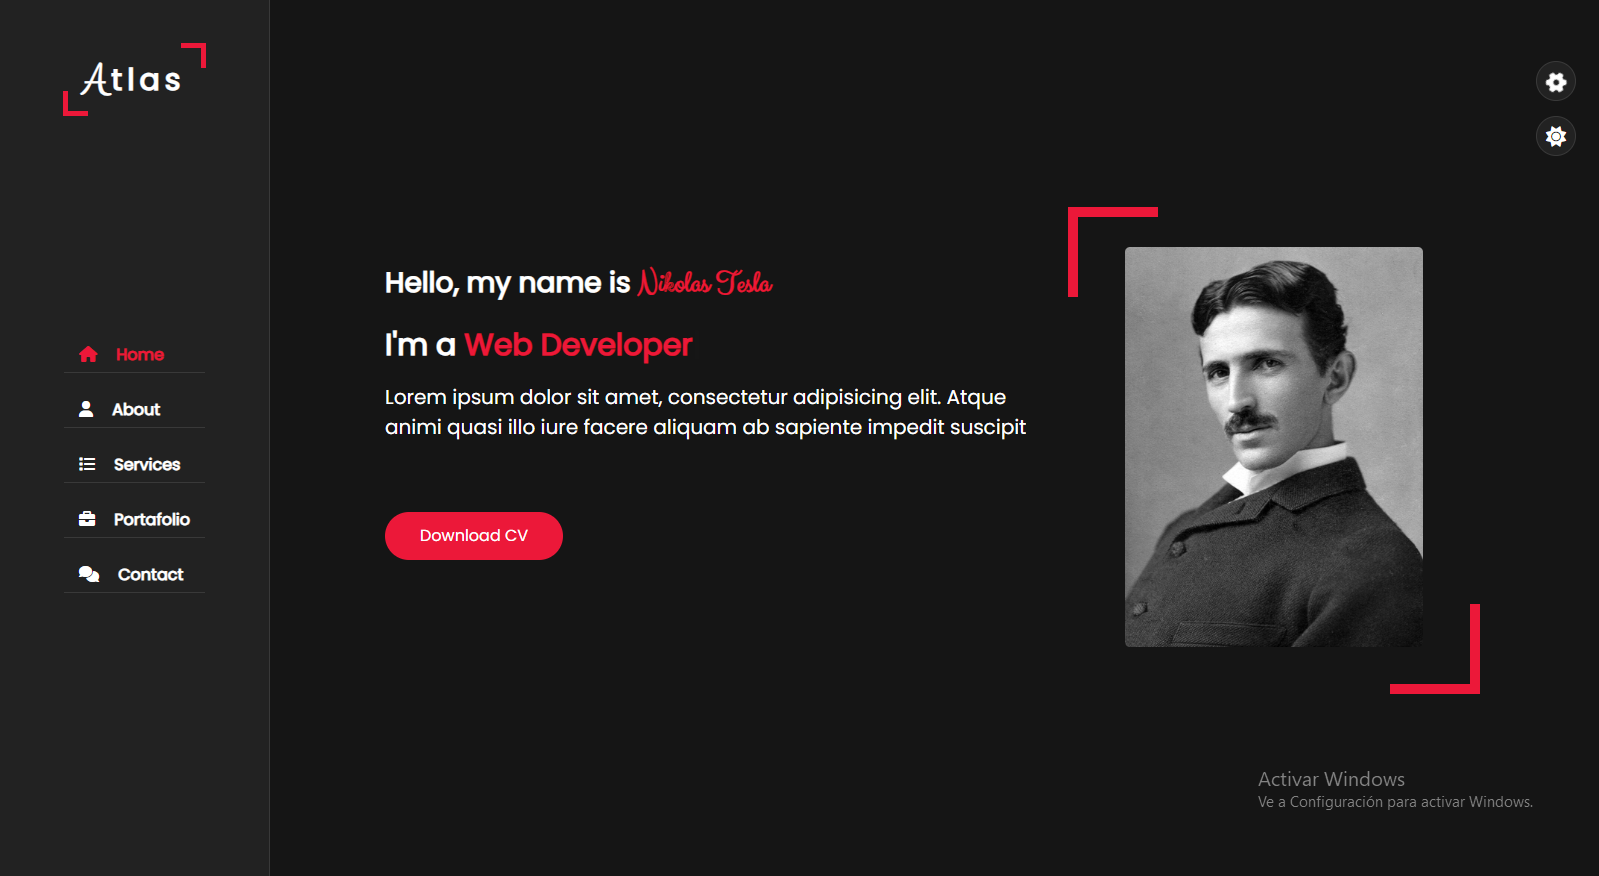 Atlas
Home
About
Services
Portafolio
Contact
Hello, my name is Nikolas Tesla
I'm a Web Developer
Lorem ipsum dolor sit amet, consectetur adipisicing elit. Atque
animi quasi illo iure facere aliquam ab sapiente impedit suscipit
Download CV
Activar Windows
Ve a Configuración para activar Windows.